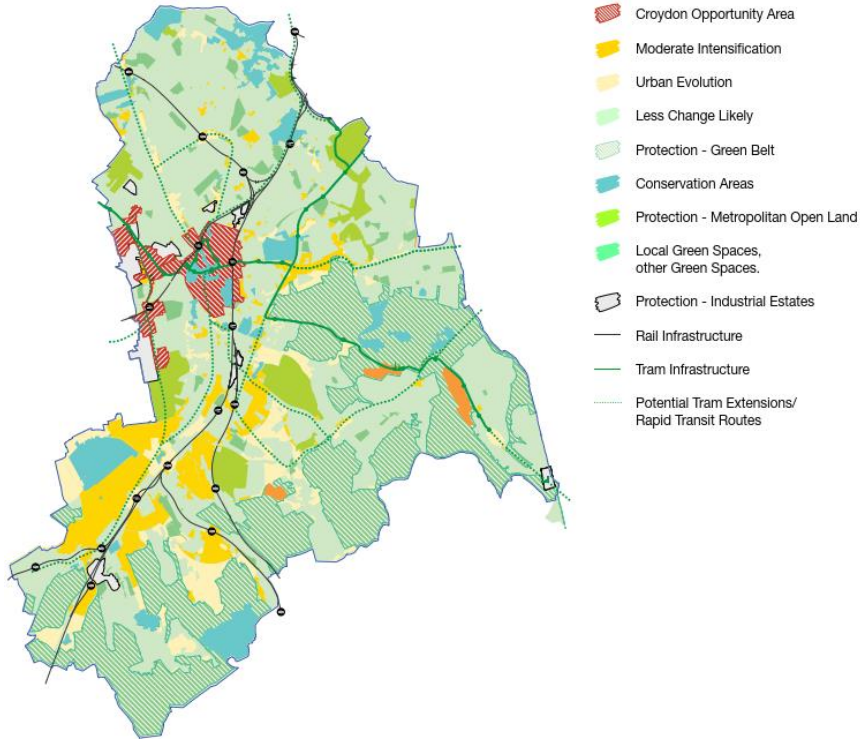 Croydon Opportunity Area
Moderate Intensification
Urban Evolution
Less Change Likely
Protection - Green Belt
Conservation Areas
Protection - Metropolitan Open Land
Local Green Spaces,
other Green Spaces.
Protection - Industrial Estates
Rail Infrastructure
Tram Infrastructure
Potential Tram Extensions/
Rapid Transit Routes